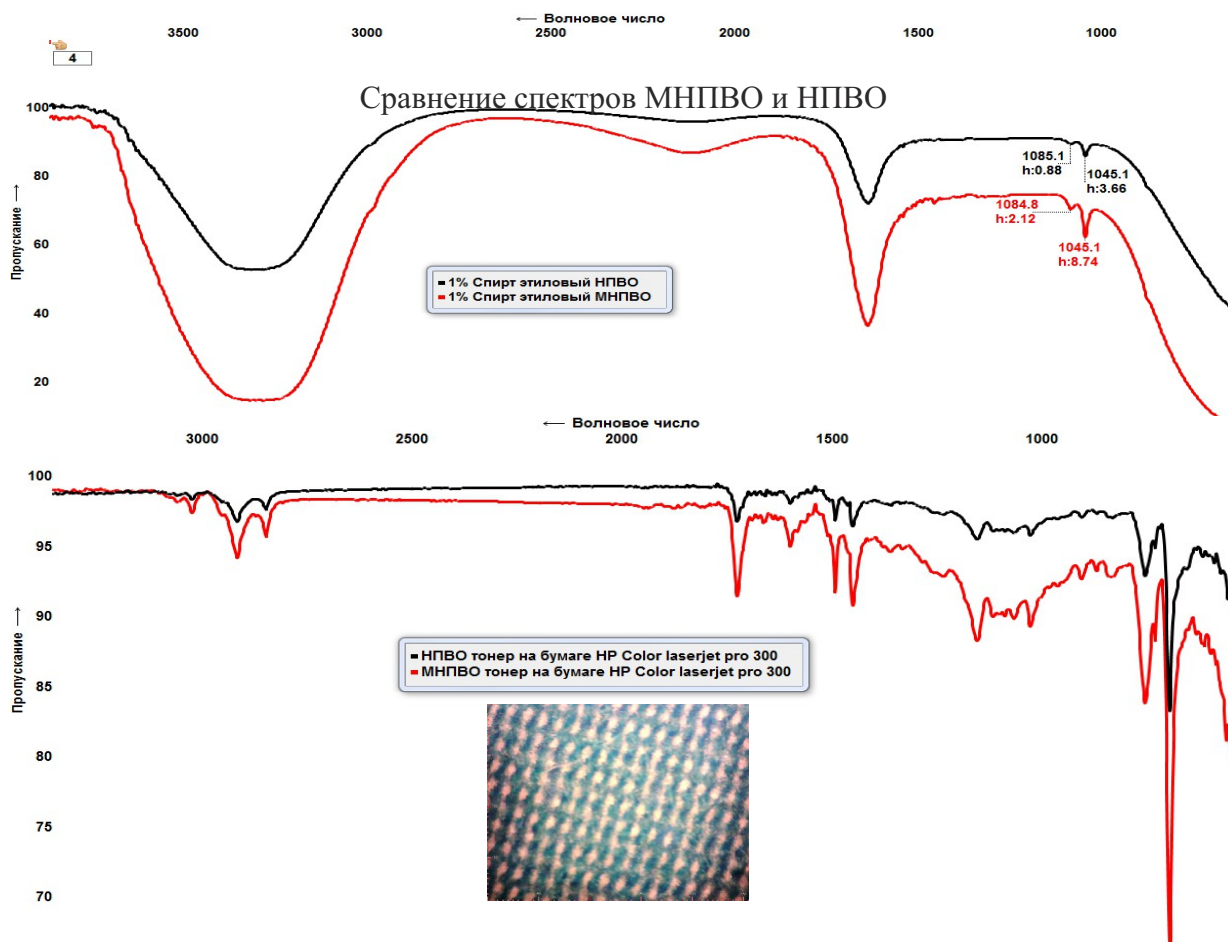 ← Волновое число
3500 3000 2500 2000 1500 1000
4
Сравнение спектров МНПВО и НПВО
100
80
60
40
20
Пропускание →
1085.1
h:0.88
1045.1
h:3.66
1084.8
h:2.12
1045.1
h:8.74
1% Спирт этиловый НПВО
1% Спирт этиловый МНПВО
← Волновое число
3000 2500 2000 1500 1000
100
95
90
85
80
75
70
Пропускание →
НПВО тонер на бумаге HP Color laserjet pro 300
МНПВО тонер на бумаге HP Color laserjet pro 300